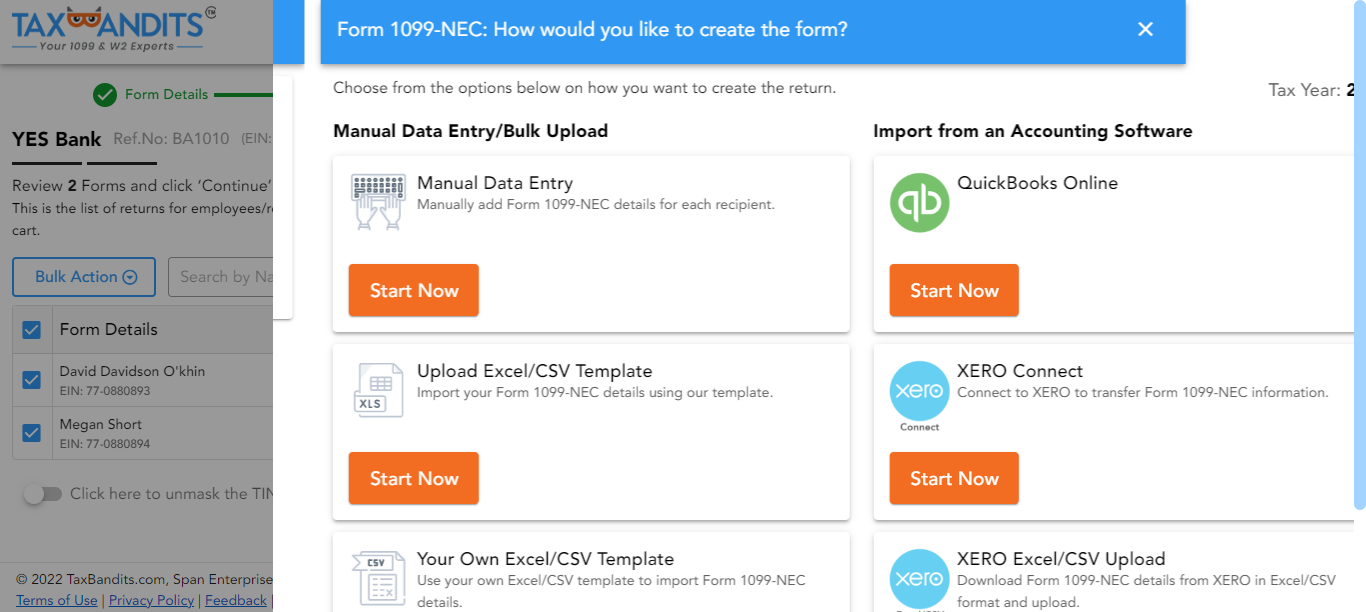 TAXBANDITS
Your 1099 & W2 Experts
Form Details
YES Bank Ref.No: BA1010 (EIN:
Review 2 Forms and click ‘Continue’
This is the list of returns for employees/r
cart.
Bulk Action
Search by Na
Form Details
David Davidson O'khin
EIN: 77-0880893
Megan Short
EIN: 77-0880894
Click here to unmask the TIN
© 2022 TaxBandits.com, Span Enterprise
Terms of Use | Privacy Policy | Feedback |
Form 1099-NEC: How would you like to create the form?
Choose from the options below on how you want to create the return.
Tax Year: 2
Manual Data Entry/Bulk Upload
Manual Data Entry
Manually add Form 1099-NEC details for each recipient.
Start Now
XLS
Upload Excel/CSV Template
Import your Form 1099-NEC details using our template.
Start Now
CSV
Your Own Excel/CSV Template
Use your own Excel/CSV template to import Form 1099-NEC
details.
Import from an Accounting Software
qb
QuickBooks Online
Start Now
xero
Connect
XERO Connect
Connect to XERO to transfer Form 1099-NEC information.
Start Now
xero
XERO Excel/CSV Upload
Download Form 1099-NEC details from XERO in Excel/CSV
format and upload.